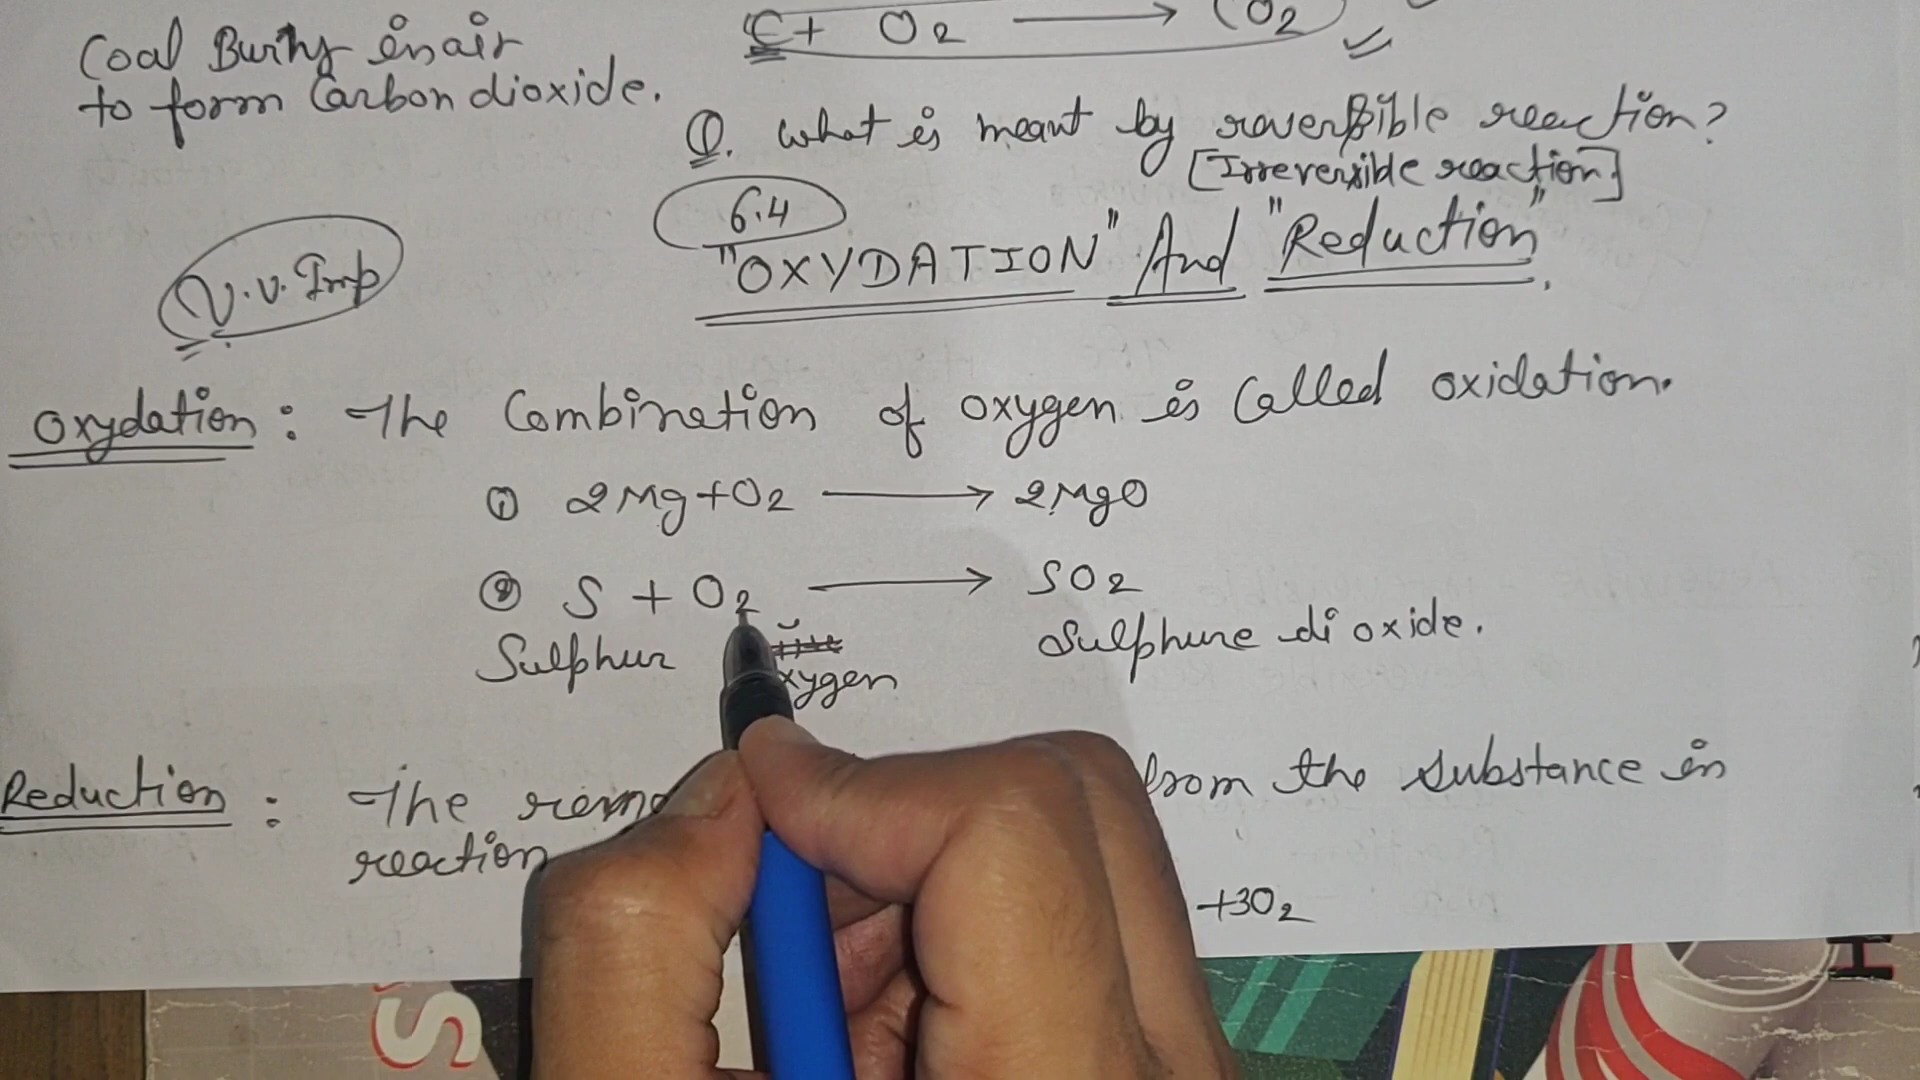 Coal Burning in air
to form Carbon dioxide.
C + O2 → CO2
Q. What is meant by reversible reaction?
[Irreversible reaction]
6.4
V.V. Imp
"OXYDATION" And "Reduction".
Oxydation: The Combination of oxygen is Called oxidation.
① 2Mg+O2 → 2MgO
② S + O2 → SO2
Sulphur xygen Sulphure di oxide.
Reduction: The remo from the substance in
reaction
+3O2
S
H